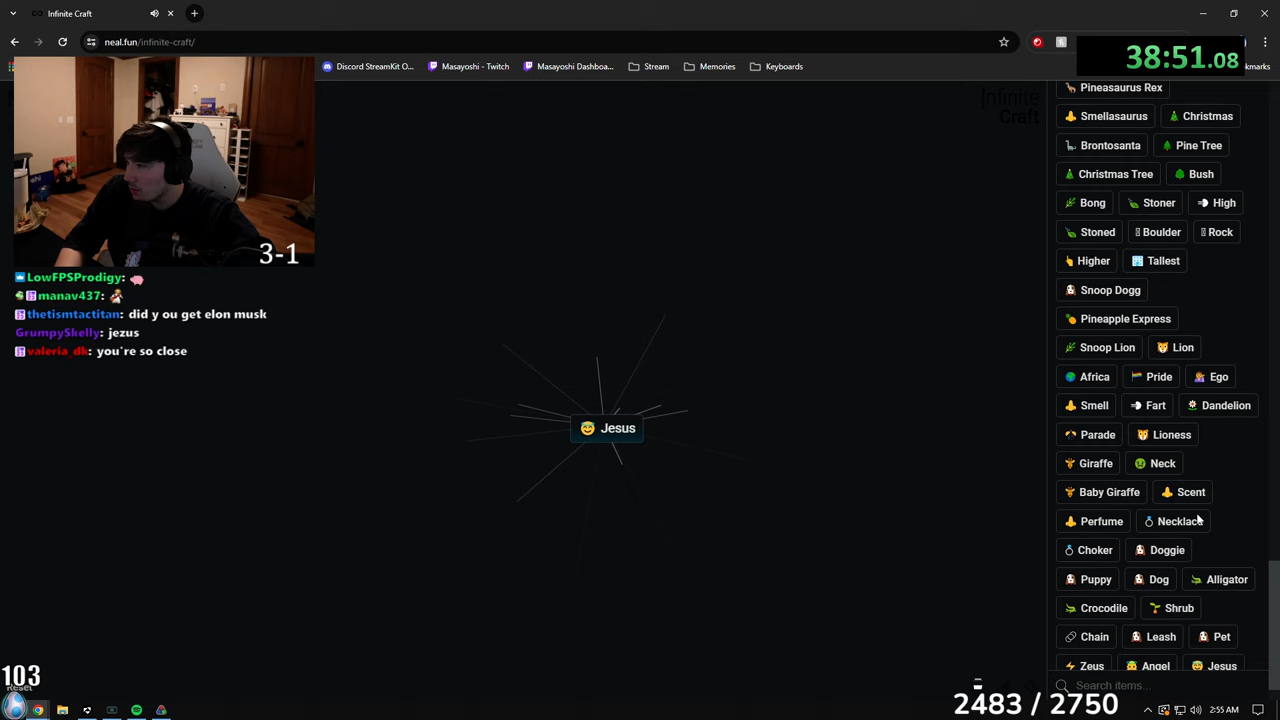 Infinite Craft
neal.fun/infinite-craft/
38:51.08
Discord StreamKit O...
Masayoshi - Twitch
Masayoshi Dashboa...
Stream
Memories
Keyboards
3-1
LowFPSProdigy:
manav437:
thetismtactitan: did y ou get elon musk
GrumpySkelly: jezus
valeria_dk: you're so close
Infinite
Craft
Jesus
Pineasaurus Rex
Smellasaurus Christmas
Brontosanta Pine Tree
Christmas Tree Bush
Bong Stoner High
Stoned Boulder Rock
Higher Tallest
Snoop Dogg
Pineapple Express
Snoop Lion Lion
Africa Pride Ego
Smell Fart Dandelion
Parade Lioness
Giraffe Neck
Baby Giraffe Scent
Perfume Necklace
Choker Doggie
Puppy Dog Alligator
Crocodile Shrub
Chain Leash Pet
Zeus Angel Jesus
Search items...
103
Reset
2483 / 2750
2:55 AM